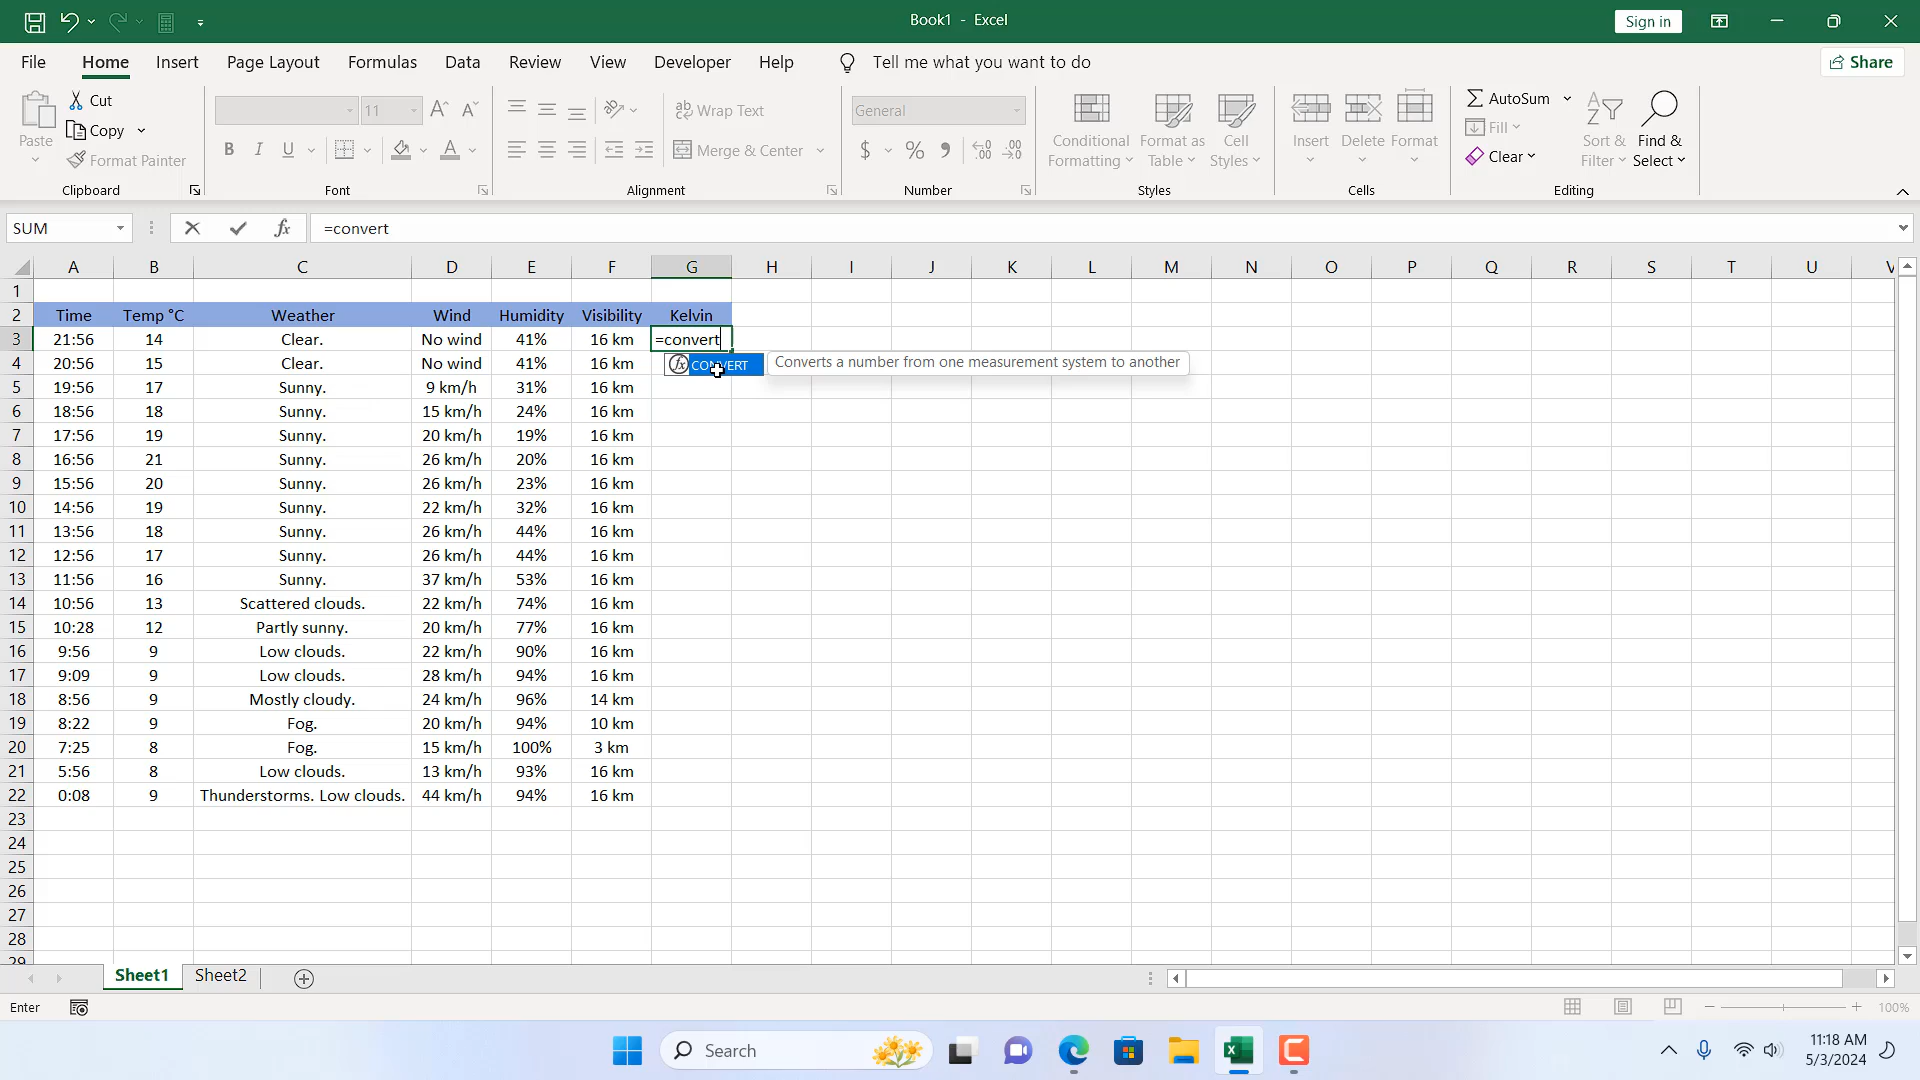 Book1 - Excel
Sign in
File Home Insert Page Layout Formulas Data Review View Developer Help Tell me what you want to do
Share
Paste
Cut
Copy
Format Painter
Clipboard
11
B I U
Font
Wrap Text
Merge & Center
Alignment
General
$ % ,
Number
Conditional Formatting
Format as Table
Cell Styles
Styles
Insert
Delete
Format
Cells
AutoSum
Fill
Clear
Sort & Filter
Find & Select
Editing
SUM
fx
=convert
A B C D E F G H I J K L M N O P Q R S T U V
1
2 Time Temp °C Weather Wind Humidity Visibility Kelvin
3 21:56 14 Clear. No wind 41% 16 km =convert
4 20:56 15 Clear. No wind 41% 16 km
CONVERT
Converts a number from one measurement system to another
5 19:56 17 Sunny. 9 km/h 31% 16 km
6 18:56 18 Sunny. 15 km/h 24% 16 km
7 17:56 19 Sunny. 20 km/h 19% 16 km
8 16:56 21 Sunny. 26 km/h 20% 16 km
9 15:56 20 Sunny. 26 km/h 23% 16 km
10 14:56 19 Sunny. 22 km/h 32% 16 km
11 13:56 18 Sunny. 26 km/h 44% 16 km
12 12:56 17 Sunny. 26 km/h 44% 16 km
13 11:56 16 Sunny. 37 km/h 53% 16 km
14 10:56 13 Scattered clouds. 22 km/h 74% 16 km
15 10:28 12 Partly sunny. 20 km/h 77% 16 km
16 9:56 9 Low clouds. 22 km/h 90% 16 km
17 9:09 9 Low clouds. 28 km/h 94% 16 km
18 8:56 9 Mostly cloudy. 24 km/h 96% 14 km
19 8:22 9 Fog. 20 km/h 94% 10 km
20 7:25 8 Fog. 15 km/h 100% 3 km
21 5:56 8 Low clouds. 13 km/h 93% 16 km
22 0:08 9 Thunderstorms. Low clouds. 44 km/h 94% 16 km
23
24
25
26
27
28
29
Sheet1 Sheet2
Enter
100%
Search
11:18 AM
5/3/2024